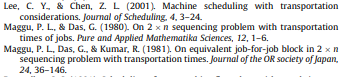 Lee, C. Y., & Chen, Z. L. (2001). Machine scheduling with transportation
considerations. Journal of Scheduling, 4, 3–24.
Maggu, P. L., & Das, G. (1980). On 2 × n sequencing problem with transportation
times of jobs. Pure and Applied Mathematika Sciences, 12, 1–6.
Maggu, P. L., Das, G., & Kumar, R. (1981). On equivalent job-for-job block in 2 × n
sequencing problem with transportation times. Journal of the OR society of Japan,
24, 36–146.